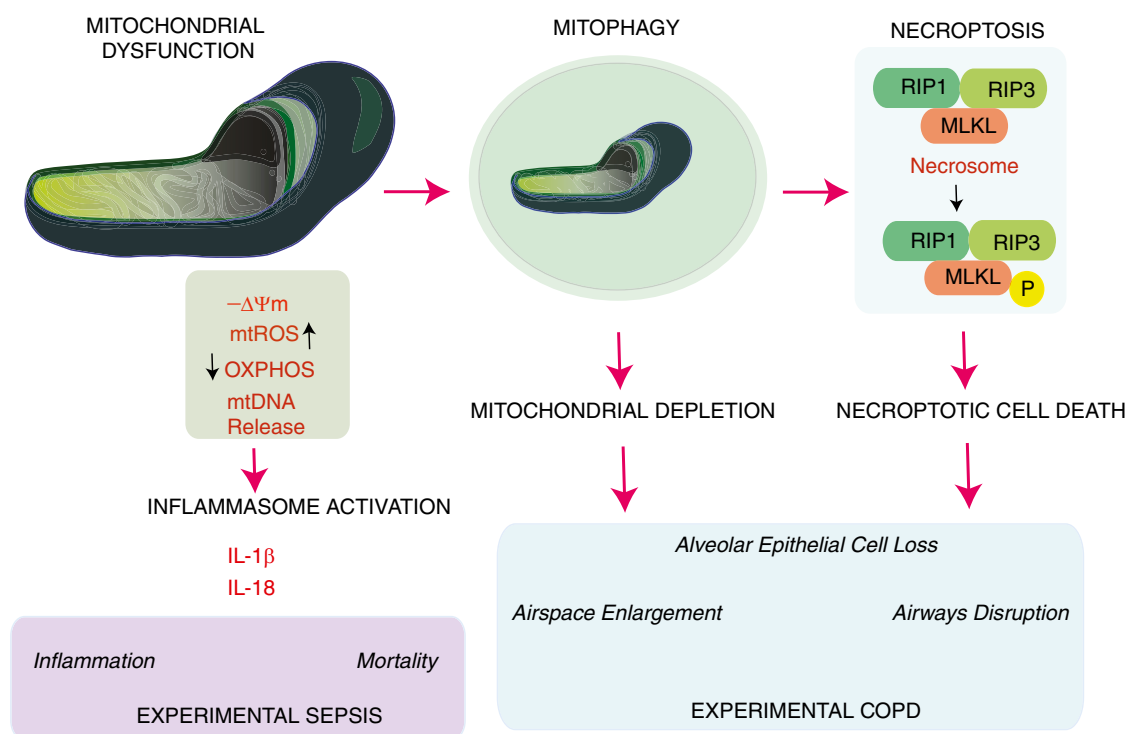 MITOCHONDRIAL
DYSFUNCTION
MITOPHAGY
NECROPTOSIS
RIP1
RIP3
MLKL
Necrosome
RIP1
RIP3
MLKL
P
−ΔΨm
mtROS
OXPHOS
mtDNA
Release
MITOCHONDRIAL DEPLETION
NECROPTOTIC CELL DEATH
INFLAMMASOME ACTIVATION
IL-1β
IL-18
Inflammation
Mortality
EXPERIMENTAL SEPSIS
Alveolar Epithelial Cell Loss
Airspace Enlargement
Airways Disruption
EXPERIMENTAL COPD